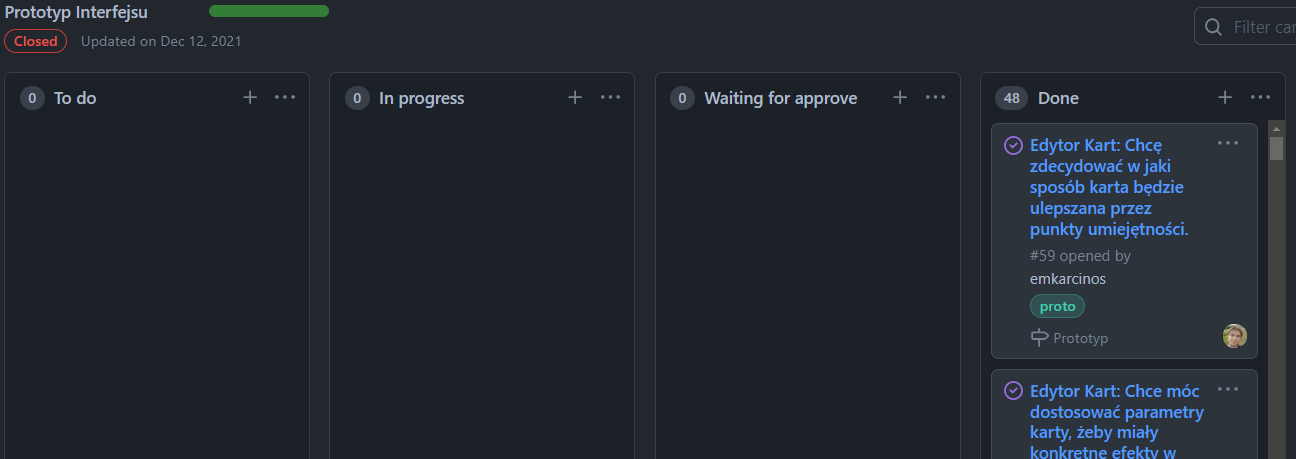 Prototyp Interfejsu
Closed Updated on Dec 12, 2021
Filter car
0 To do
0 In progress
0 Waiting for approve
48 Done
Edytor Kart: Chcę
zdecydować w jaki
sposób karta będzie
ulepszana przez
punkty umiejętności.
#59 opened by
emkarcinos
proto
Prototyp
Edytor Kart: Chce móc
dostosować parametry
karty, żeby miały
konkretne efekty w